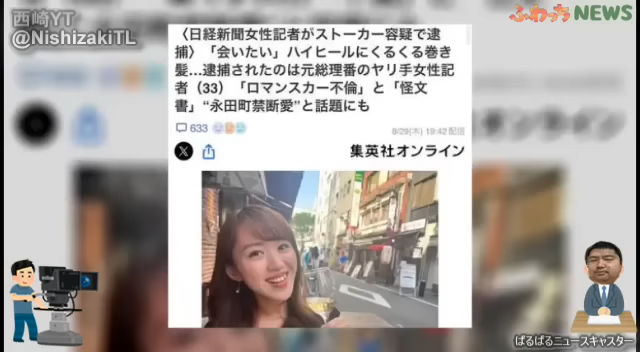 西崎YT
@NishizakiTL
ふわっち NEWS
〈日経新聞女性記者がストーカー容疑で逮
捕〉「会いたい」ハイヒールにくるくる巻き
髪…逮捕されたのは元総理番のヤリ手女性記
者（33）「ロマンスカー不倫」と「怪文
書」“永田町禁断愛”と話題にも
633
8/29(木) 19:42 配信
集英社オンライン
ぱるぱるニュースキャスター